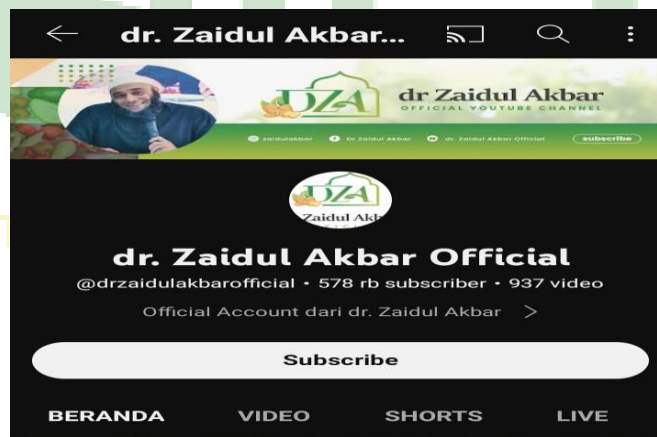 dr. Zaidul Akbar...
DZA
dr Zaidul Akbar
OFFICIAL YOUTUBE CHANNEL
zaidulakbar Dr Zaidul Akbar dr. Zaidul Akbar Official subscribe
DZA
Zaidul Akb
dr. Zaidul Akbar Official
@drzaidulakbarofficial • 578 rb subscriber • 937 video
Official Account dari dr. Zaidul Akbar >
Subscribe
BERANDA VIDEO SHORTS LIVE